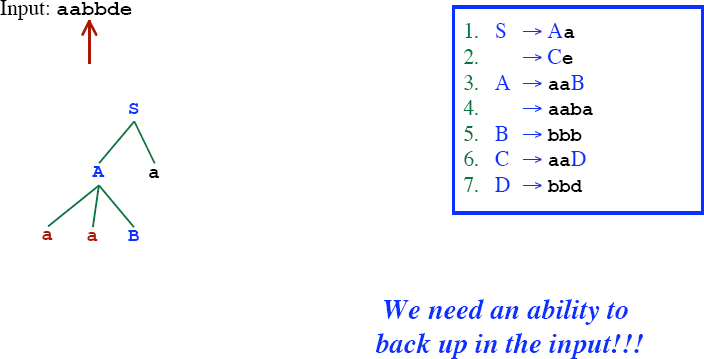 Input: aabbde
S
A a
a a B
1. S → Aa
2. → Ce
3. A → aaB
4. → aaba
5. B → bbb
6. C → aaD
7. D → bbd
We need an ability to
back up in the input!!!